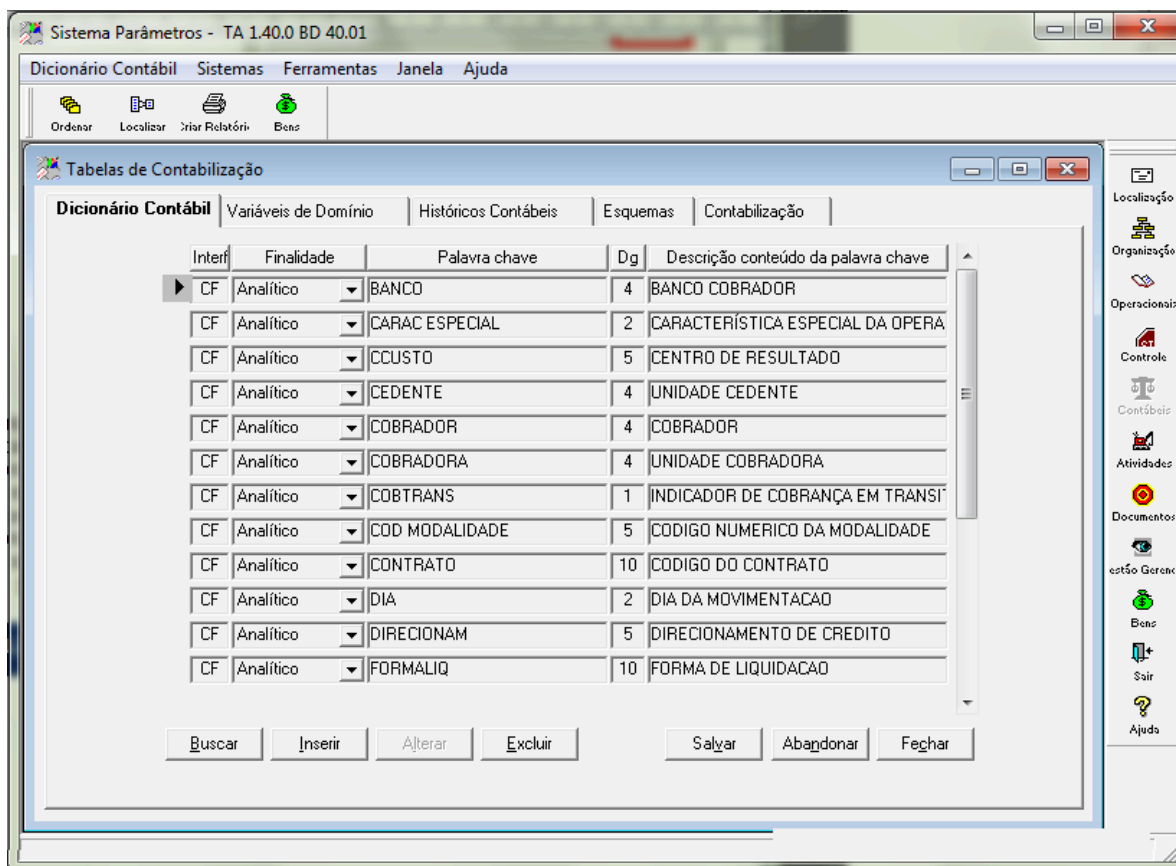 Sistema Parâmetros - TA 1.40.0 BD 40.01
Dicionário Contábil Sistemas Ferramentas Janela Ajuda
Ordenar Localizar Criar Relatóri Bens
Tabelas de Contabilização
Dicionário Contábil Variáveis de Domínio Históricos Contábeis Esquemas Contabilização
Interf Finalidade Palavra chave Dg Descrição conteúdo da palavra chave
CF Analítico BANCO 4 BANCO COBRADOR
CF Analítico CARAC ESPECIAL 2 CARACTERÍSTICA ESPECIAL DA OPERA
CF Analítico CCUSTO 5 CENTRO DE RESULTADO
CF Analítico CEDENTE 4 UNIDADE CEDENTE
CF Analítico COBRADOR 4 COBRADOR
CF Analítico COBRADORA 4 UNIDADE COBRADORA
CF Analítico COBTRANS 1 INDICADOR DE COBRANÇA EM TRANSIT
CF Analítico COD MODALIDADE 5 CODIGO NUMERICO DA MODALIDADE
CF Analítico CONTRATO 10 CODIGO DO CONTRATO
CF Analítico DIA 2 DIA DA MOVIMENTACAO
CF Analítico DIRECIONAM 5 DIRECIONAMENTO DE CREDITO
CF Analítico FORMALIQ 10 FORMA DE LIQUIDACAO
Buscar Inserir Alterar Excluir Salvar Abandonar Fechar
Localização
Organização
Operacionais
Controle
Contábeis
Atividades
Documentos
estão Gerenc
Bens
Sair
Ajuda